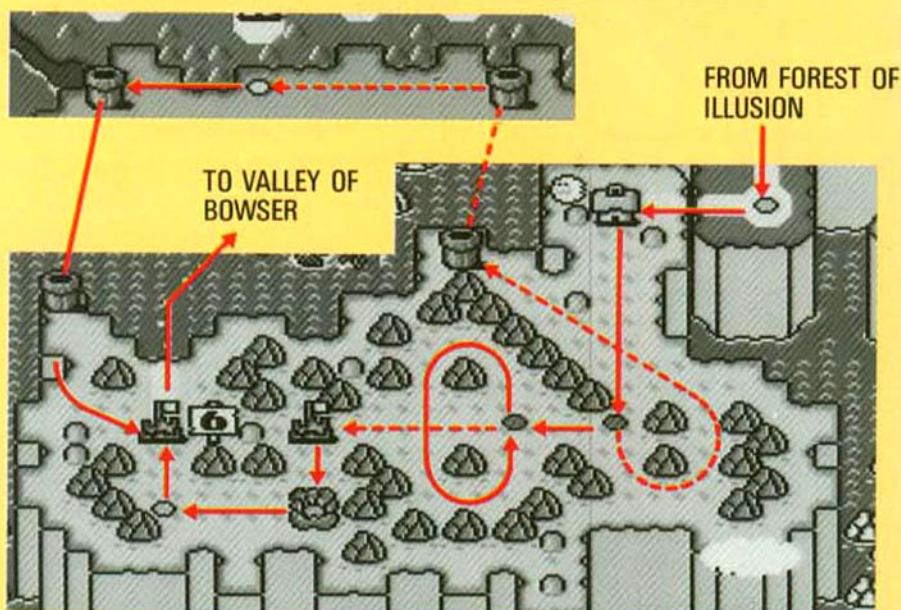 FROM FOREST OF
ILLUSION
TO VALLEY OF
BOWSER
6